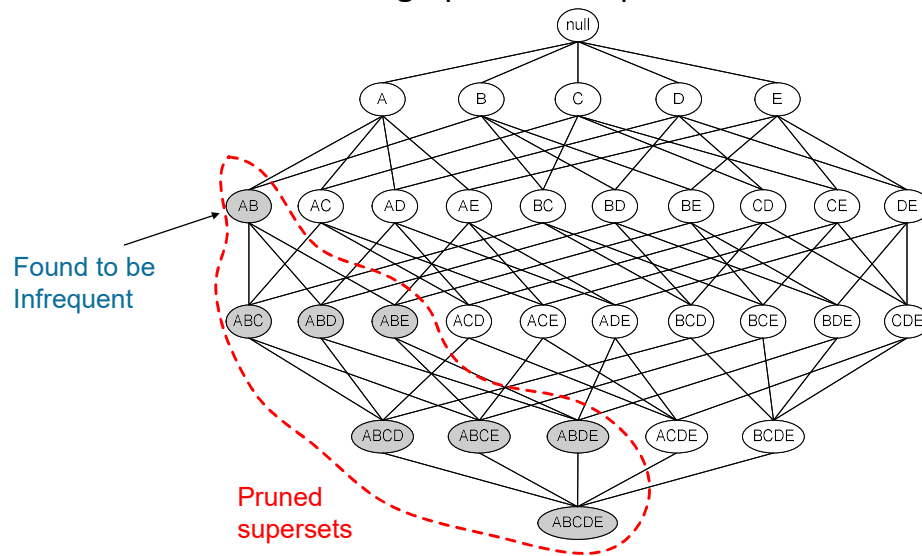 null
A B C D E
AB AC AD AE BC BD BE CD CE DE
Found to be
Infrequent
ABC ABD ABE ACD ACE ADE BCD BCE BDE CDE
ABCD ABCE ABDE ACDE BCDE
Pruned
supersets
ABCDE